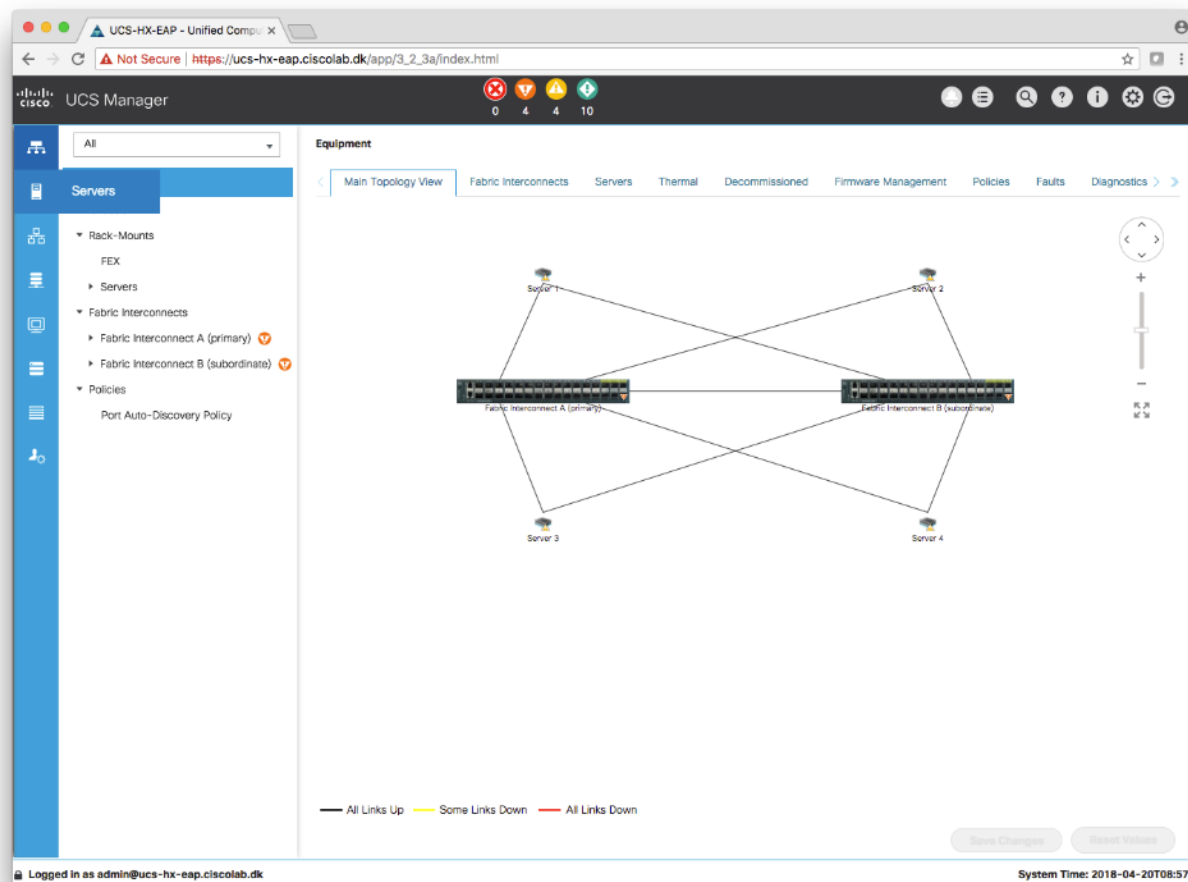 UCS-HX-EAP - Unified Compu
Not Secure https://ucs-hx-eap.ciscolab.dk/app/3_2_3a/index.html
CISCO. UCS Manager
0 4 4 10
All
Equipment
Main Topology View Fabric Interconnects Servers Thermal Decommissioned Firmware Management Policies Faults Diagnostics
Servers
Rack-Mounts
FEX
Servers
Fabric Interconnects
Fabric Interconnect A (primary)
Fabric Interconnect B (subordinate)
Policies
Port Auto-Discovery Policy
Server 1 Server 2
Fabric Interconnect A (primary) Fabric Interconnect B (subordinate)
Server 3 Server 4
All Links Up Some Links Down All Links Down
Save Changes Reset Values
Logged in as admin@ucs-hx-eap.ciscolab.dk System Time: 2018-04-20T08:57